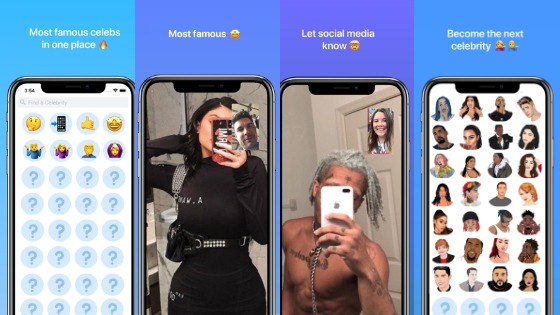 Most famous celebs
in one place 🔥
Most famous 🤩
Let social media
know 🤯
Become the next
celebrity 👩‍🎤👨‍🎤
3:54
Find a Celebrity
? ? ? ?
? ? ? ?
? ? ? ?
? ? ? ?
? ? ? ?
? ? ? ?